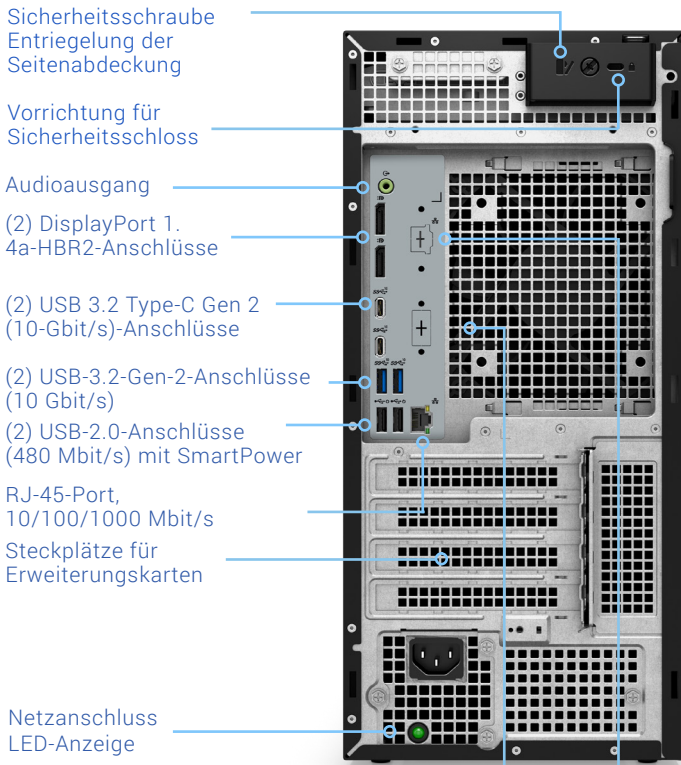 Sicherheitsschraube
Entriegelung der
Seitenabdeckung
Vorrichtung für
Sicherheitsschloss
Audioausgang
(2) DisplayPort 1.
4a-HBR2-Anschlüsse
(2) USB 3.2 Type-C Gen 2
(10-Gbit/s)-Anschlüsse
(2) USB-3.2-Gen-2-Anschlüsse
(10 Gbit/s)
(2) USB-2.0-Anschlüsse
(480 Mbit/s) mit SmartPower
RJ-45-Port,
10/100/1000 Mbit/s
Steckplätze für
Erweiterungskarten
Netzanschluss
LED-Anzeige